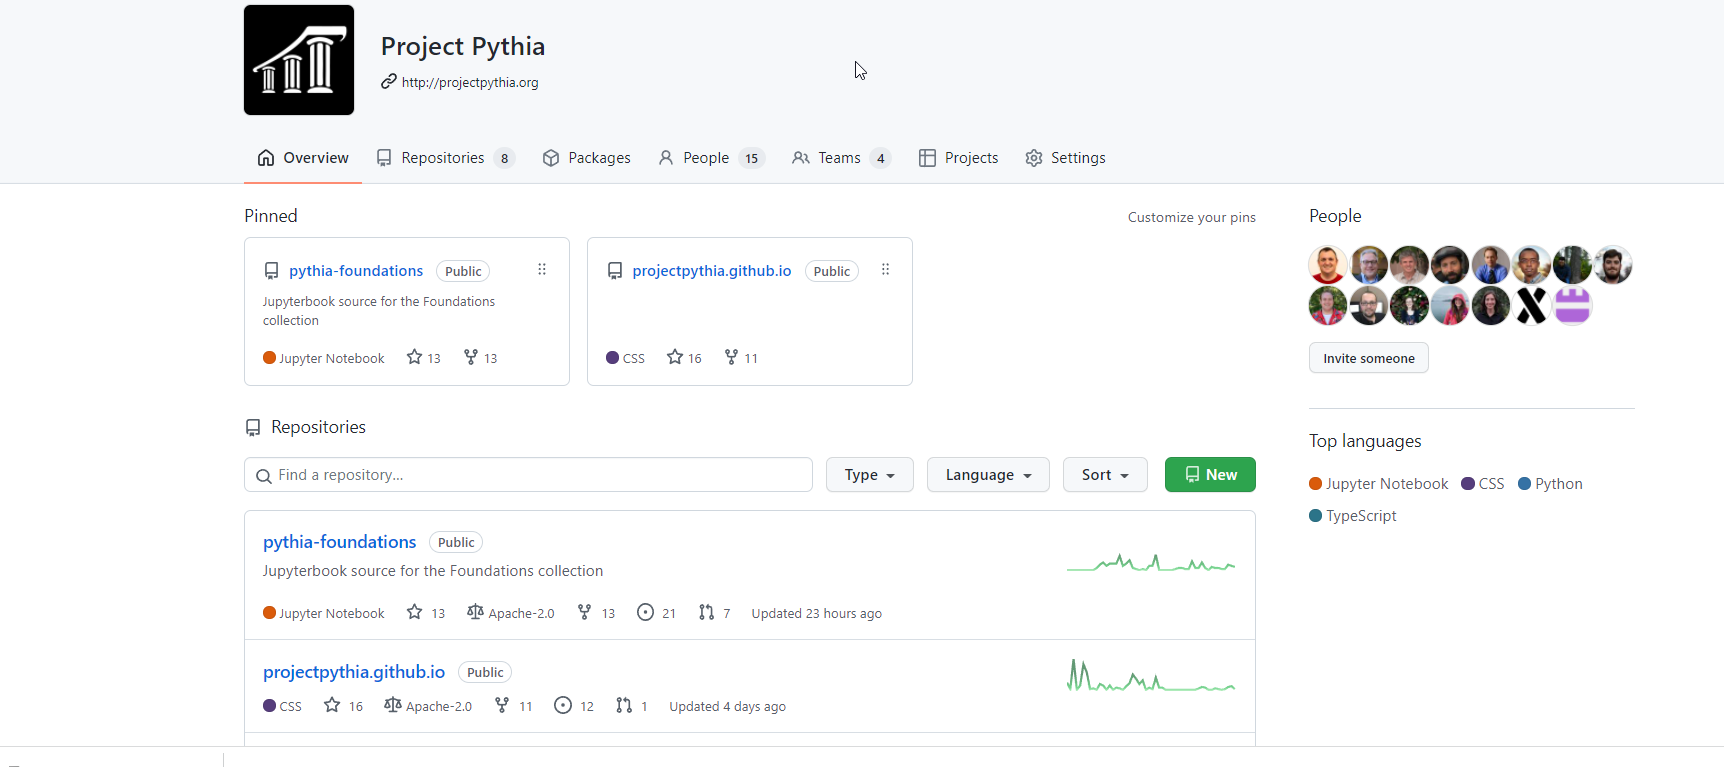 Project Pythia
http://projectpythia.org
Overview Repositories 8 Packages People 15 Teams 4 Projects Settings
Pinned
Customize your pins
pythia-foundations Public
Jupyterbook source for the Foundations
collection
Jupyter Notebook 13 13
projectpythia.github.io Public
CSS 16 11
Repositories
Find a repository...
Type Language Sort New
pythia-foundations Public
Jupyterbook source for the Foundations collection
Jupyter Notebook 13 Apache-2.0 13 21 7 Updated 23 hours ago
projectpythia.github.io Public
CSS 16 Apache-2.0 11 12 1 Updated 4 days ago
People
Invite someone
Top languages
Jupyter Notebook CSS Python
TypeScript